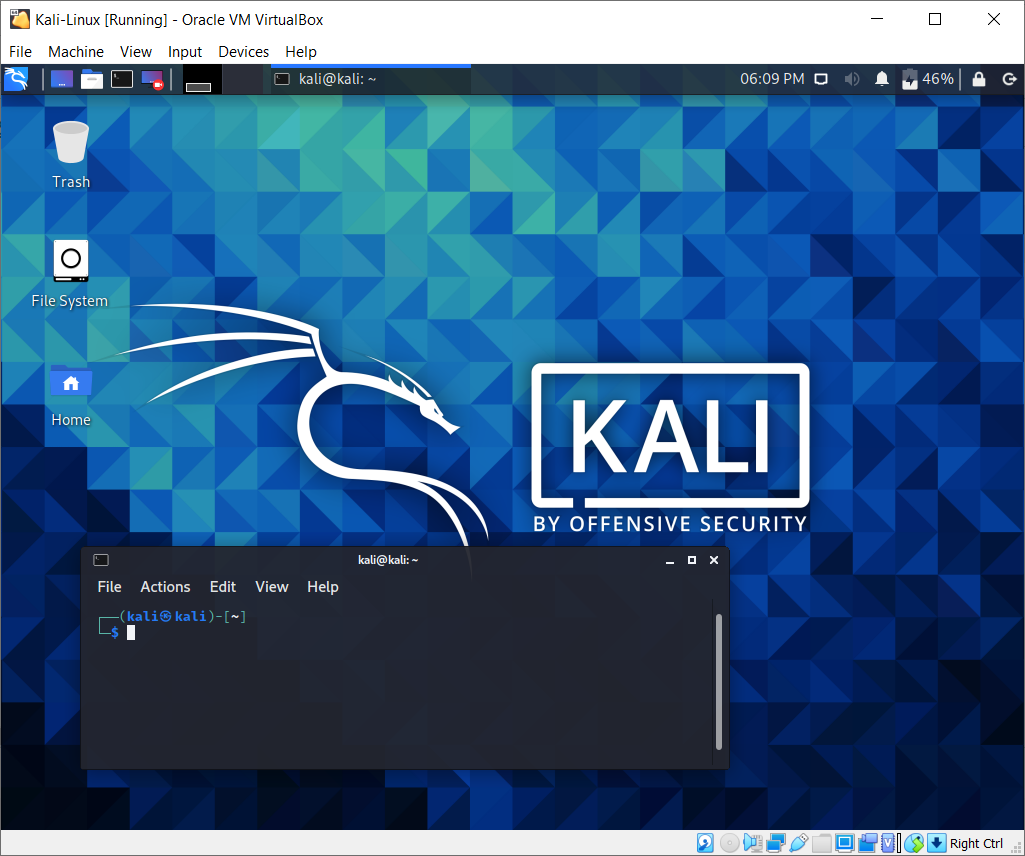 Kali-Linux [Running] - Oracle VM VirtualBox
File Machine View Input Devices Help
kali@kali: ~ 06:09 PM 46%
Trash
File System
Home
KALI
BY OFFENSIVE SECURITY
kali@kali: ~
File Actions Edit View Help
┌──(kali㉿kali)-[~]
└─$
Right Ctrl